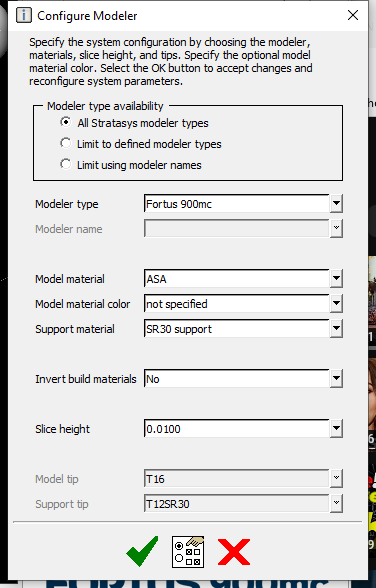 Configure Modeler
Specify the system configuration by choosing the modeler,
materials, slice height, and tips. Specify the optional model
material color. Select the OK button to accept changes and
reconfigure system parameters.
Modeler type availability
All Stratasys modeler types
Limit to defined modeler types
Limit using modeler names
Modeler type Fortus 900mc
Modeler name
Model material ASA
Model material color not specified
Support material SR30 support
Invert build materials No
Slice height 0.0100
Model tip T16
Support tip T12SR30